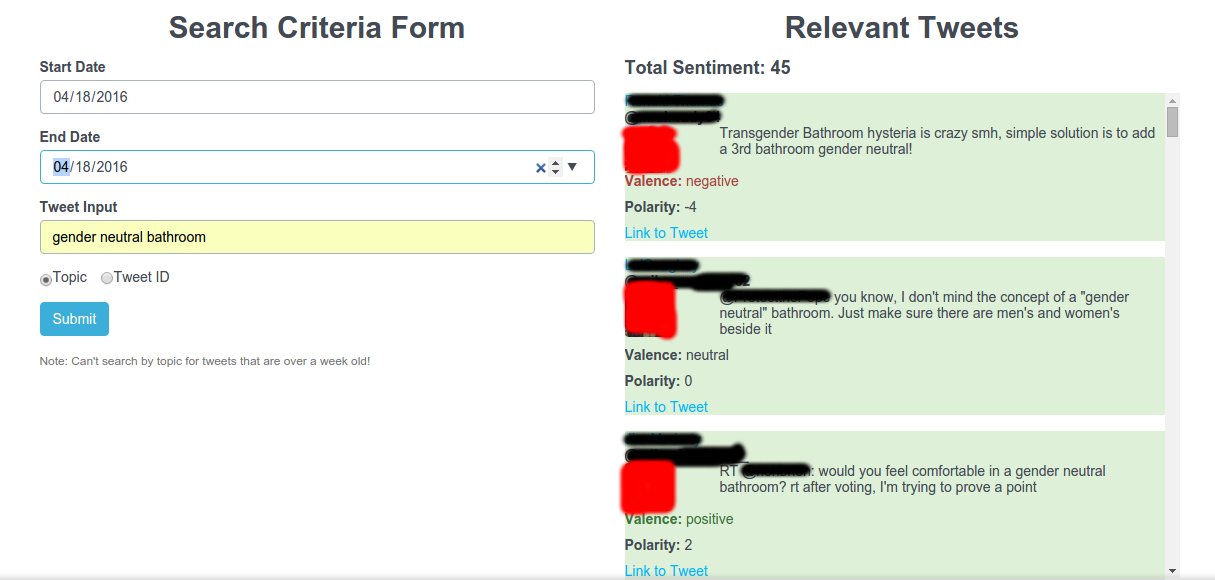 Search Criteria Form
Start Date
04/18/2016
End Date
04/18/2016
Tweet Input
gender neutral bathroom
Topic Tweet ID
Submit
Note: Can't search by topic for tweets that are over a week old!
Relevant Tweets
Total Sentiment: 45
Transgender Bathroom hysteria is crazy smh, simple solution is to add
a 3rd bathroom gender neutral!
Valence: negative
Polarity: -4
Link to Tweet
you know, I don't mind the concept of a "gender
neutral" bathroom. Just make sure there are men's and women's
beside it
Valence: neutral
Polarity: 0
Link to Tweet
RT : would you feel comfortable in a gender neutral
bathroom? rt after voting, I'm trying to prove a point
Valence: positive
Polarity: 2
Link to Tweet